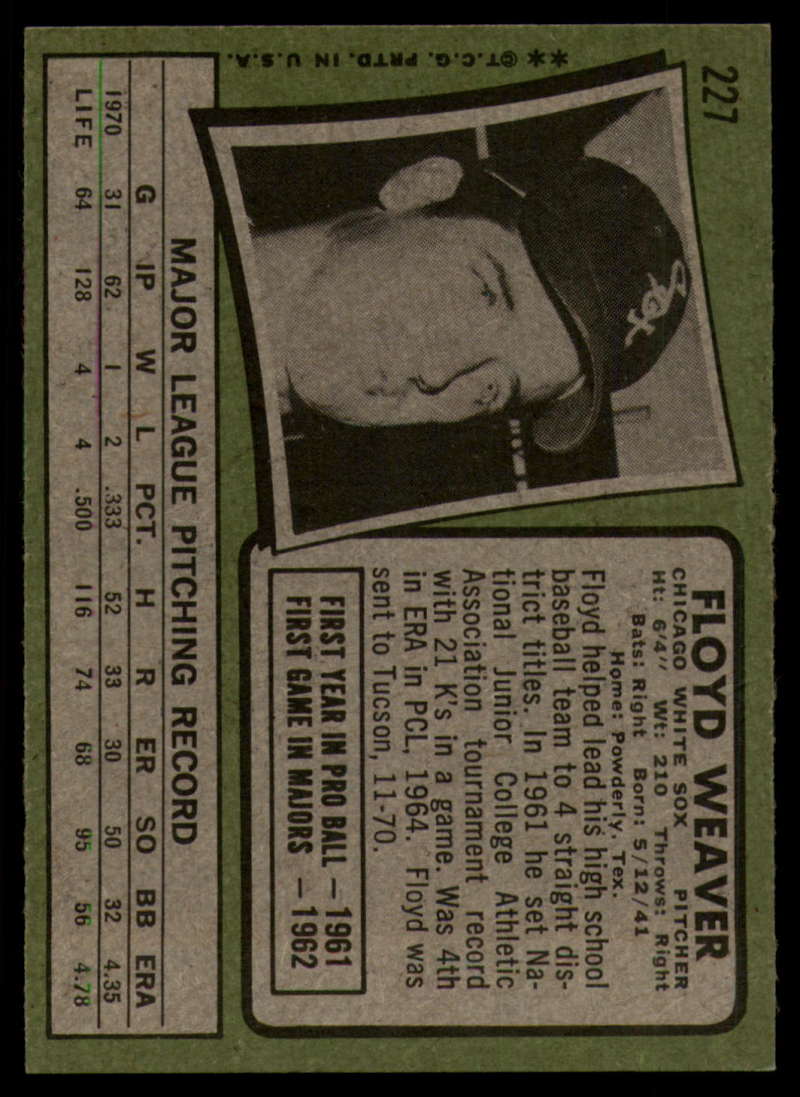 227
FLOYD WEAVER
CHICAGO WHITE SOX PITCHER
Ht: 6'4" Wt: 210 Throws: Right
Bats: Right Born: 5/12/41
Home: Powderly, Tex.
Floyd helped lead his high school
baseball team to 4 straight dis-
trict titles. In 1961 he set Na-
tional Junior College Athletic
Association tournament record
with 21 K's in a game. Was 4th
in ERA in PCL, 1964. Floyd was
sent to Tucson, 11-70.
FIRST YEAR IN PRO BALL — 1961
FIRST GAME IN MAJORS — 1962
SOX
MAJOR LEAGUE PITCHING RECORD
G IP W L PCT. H R ER SO BB ERA
1970 31 62 1 2 .333 52 33 30 50 32 4.35
LIFE 64 128 4 4 .500 116 74 68 95 56 4.78
**©T.C.G. PRTD. IN U.S.A.